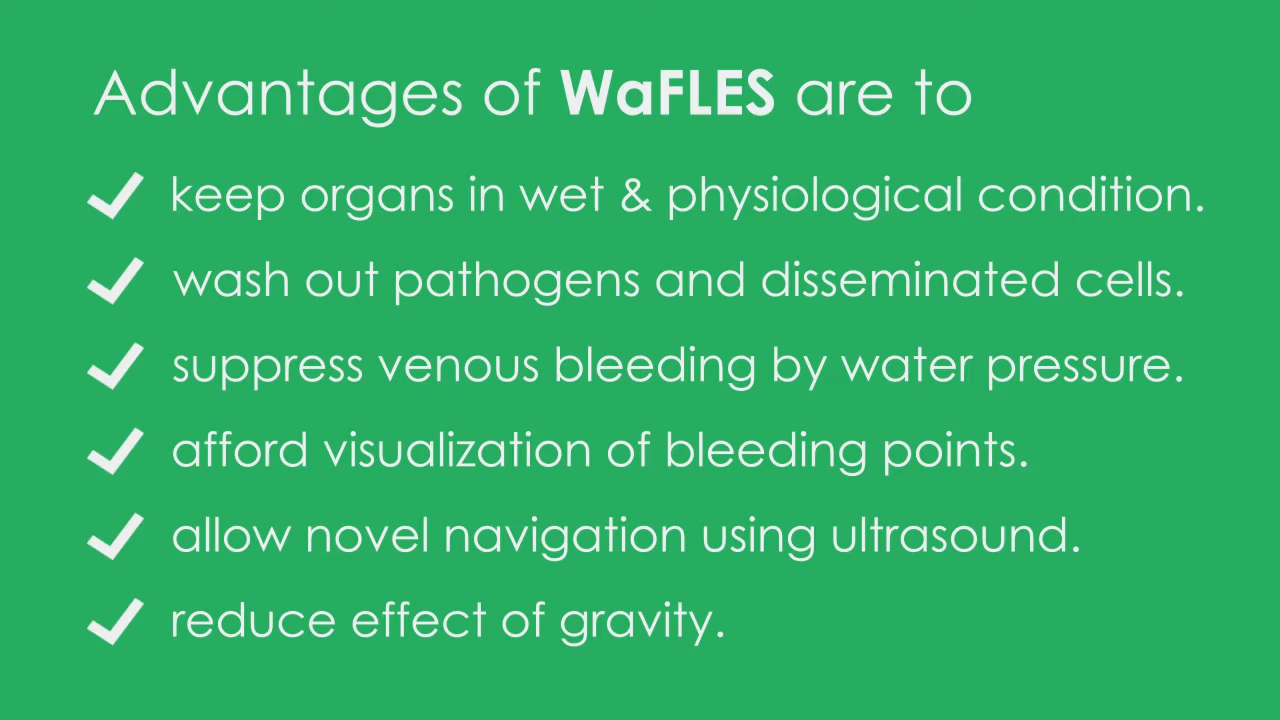 Advantages of WaFLES are to
keep organs in wet & physiological condition.
wash out pathogens and disseminated cells.
suppress venous bleeding by water pressure.
afford visualization of bleeding points.
allow novel navigation using ultrasound.
reduce effect of gravity.